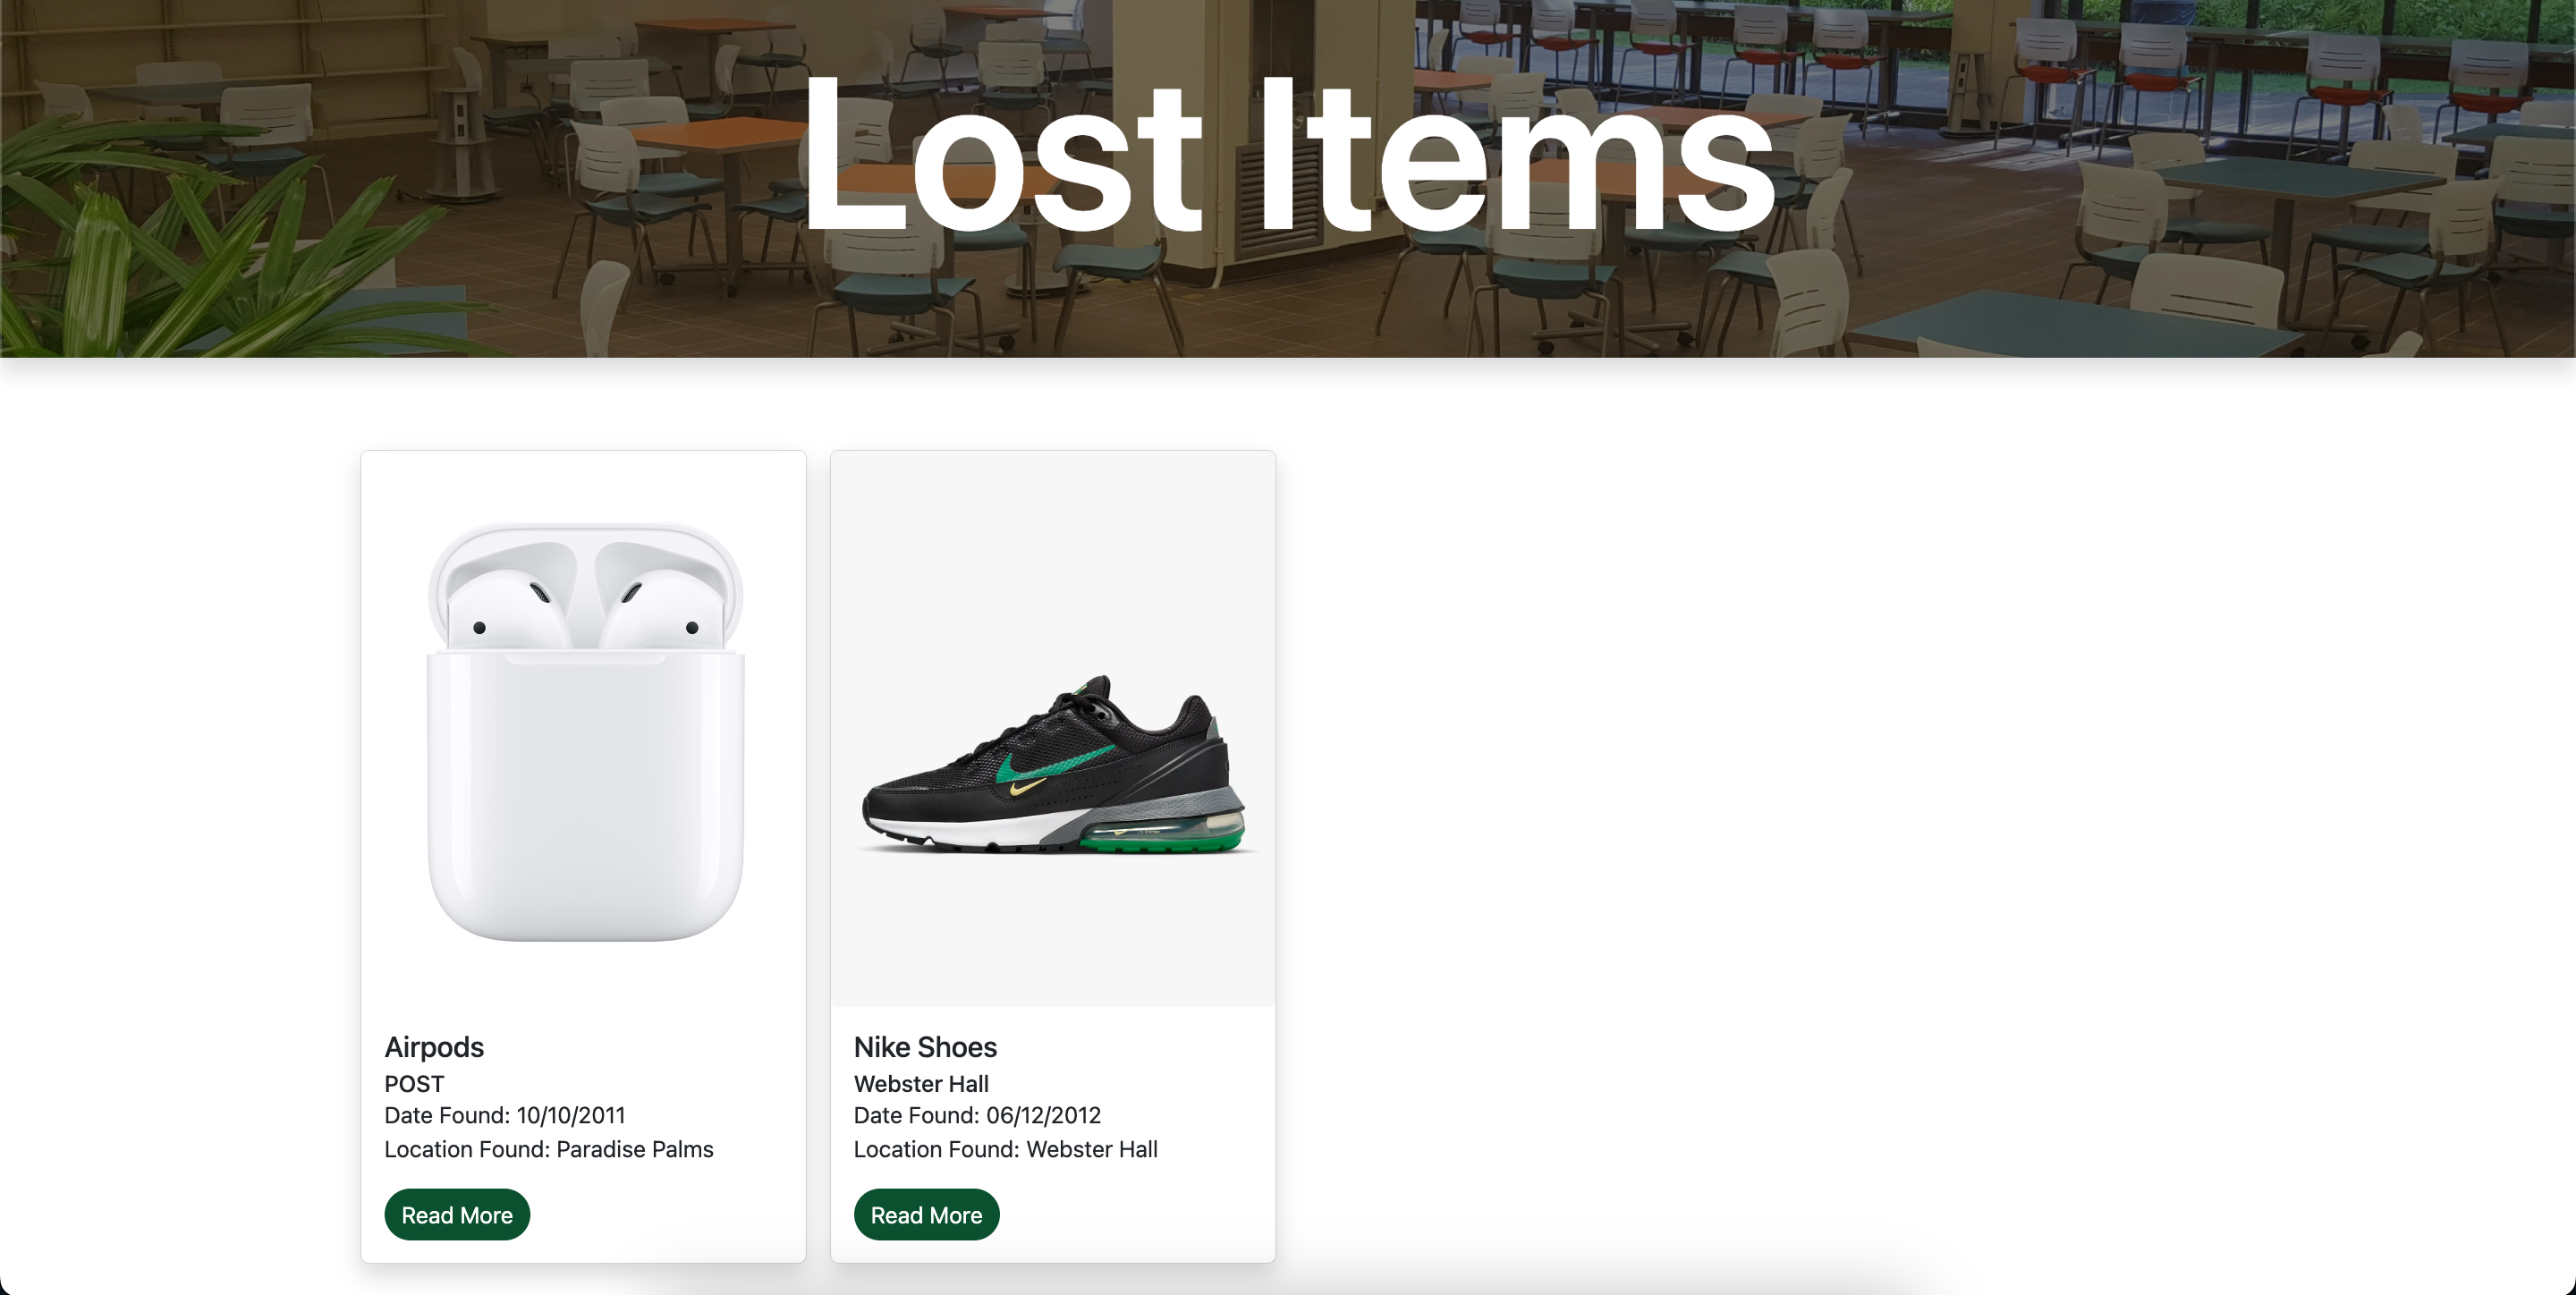 Lost Items
Airpods
POST
Date Found: 10/10/2011
Location Found: Paradise Palms
Read More
Nike Shoes
Webster Hall
Date Found: 06/12/2012
Location Found: Webster Hall
Read More